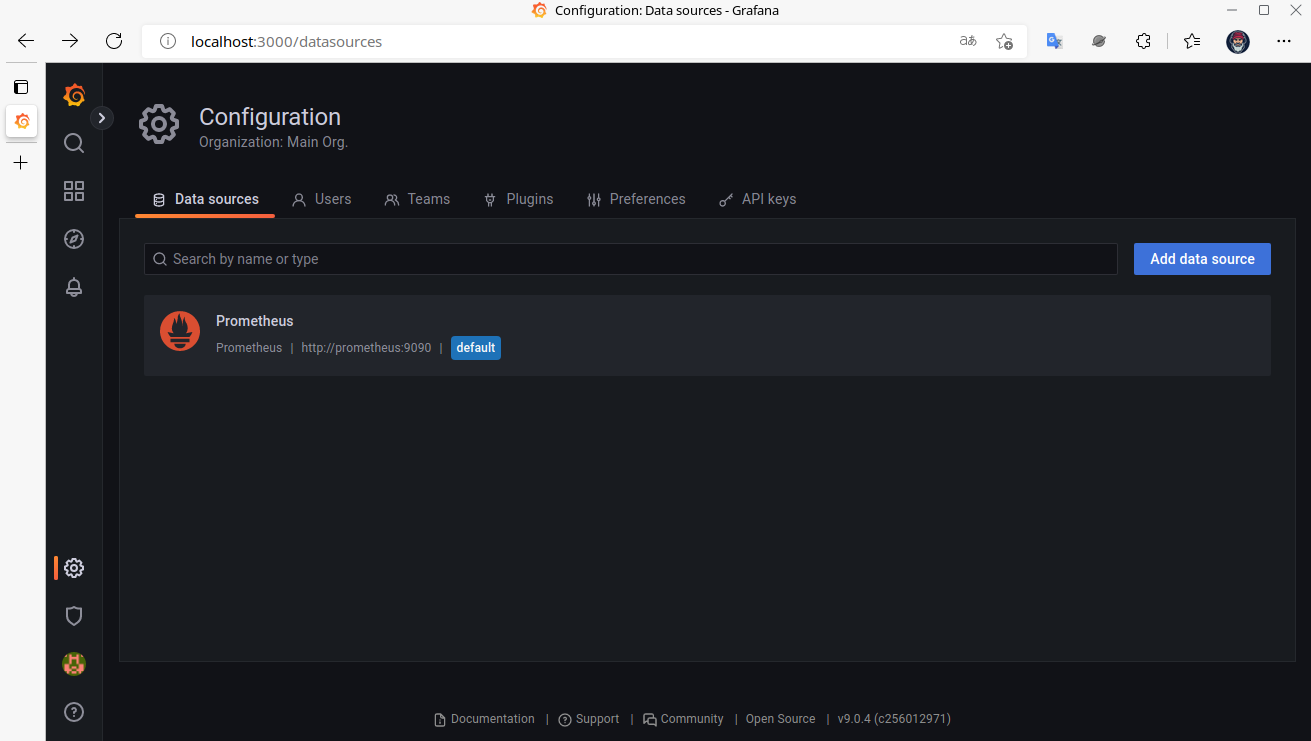 Configuration: Data sources - Grafana
localhost:3000/datasources
aあ
Configuration
Organization: Main Org.
Data sources Users Teams Plugins Preferences API keys
Search by name or type
Add data source
Prometheus
Prometheus | http://prometheus:9090 | default
Documentation | Support | Community | Open Source | v9.0.4 (c256012971)